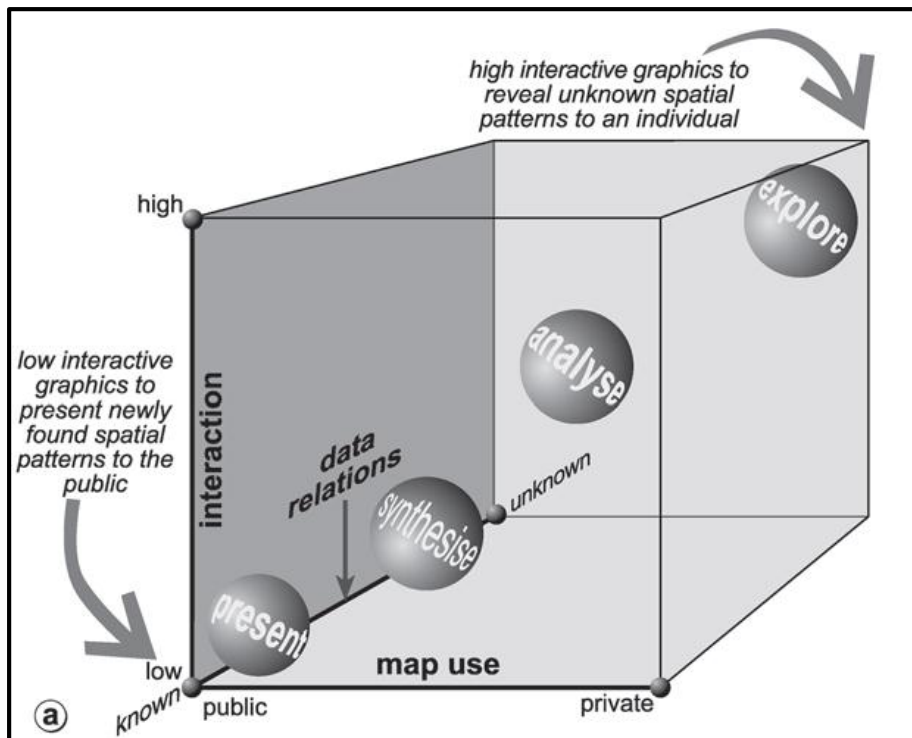 high interactive graphics to
reveal unknown spatial
patterns to an individual
high
explore
low interactive
graphics to
present newly
found spatial
patterns to the
public
interaction
analyse
data
relations
unknown
synthesise
present
low
map use
known
public
private
a